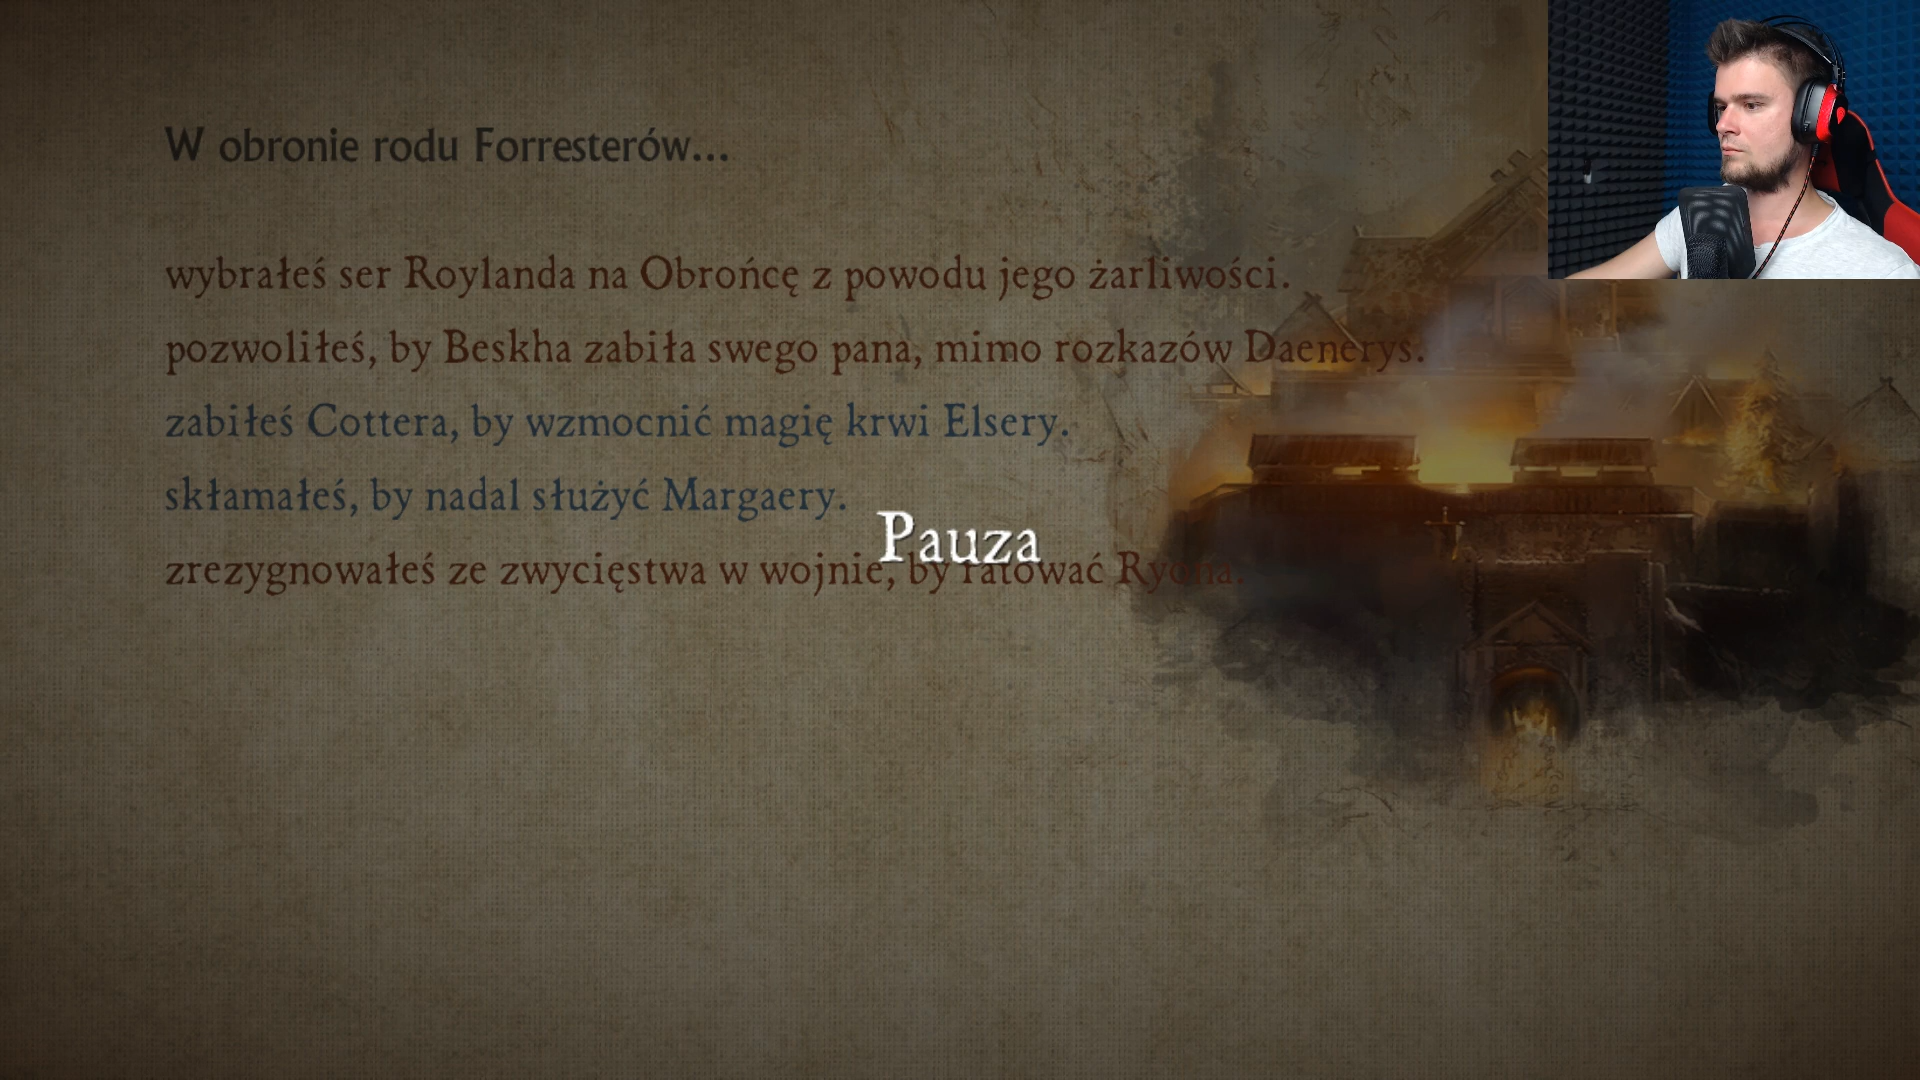 W obronie rodu Forresterów...
wybrałeś ser Roylanda na Obrońcę z powodu jego żarliwości.
pozwoliłeś, by Beskha zabiła swego pana, mimo rozkazów Daenerys.
zabiłeś Cottera, by wzmocnić magię krwi Elsery.
skłamałeś, by nadal służyć Margaery.
Pauza
zrezygnowałeś ze zwycięstwa w wojnie, by ratować Ryona.